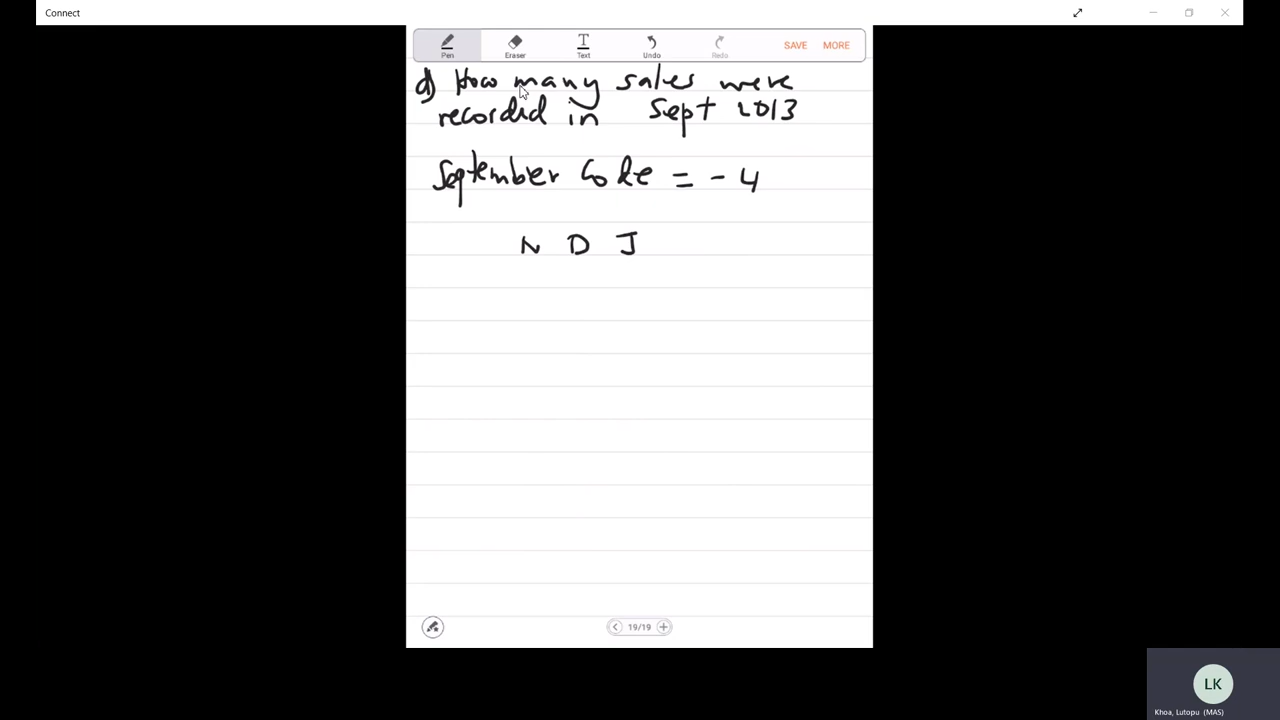 Connect
Pen
Eraser
Text
Undo
Redo
SAVE
MORE
d) How many sales were
recorded in Sept 2013
September Code = - 4
N D J
19/19
LK
Khoa, Lutopu (MAS)